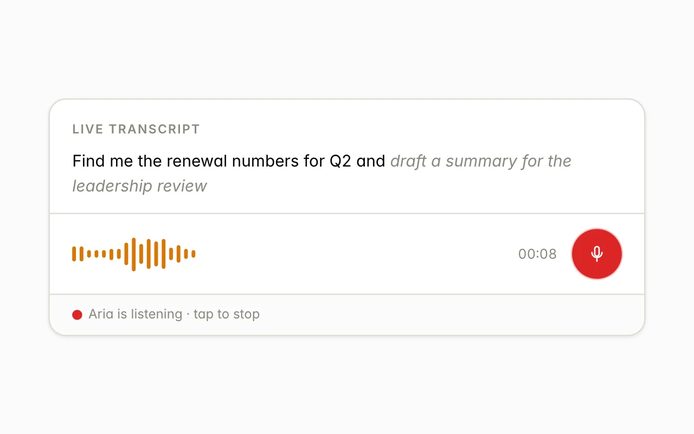 LIVE TRANSCRIPT
Find me the renewal numbers for Q2 and draft a summary for the
leadership review
00:08
Aria is listening · tap to stop